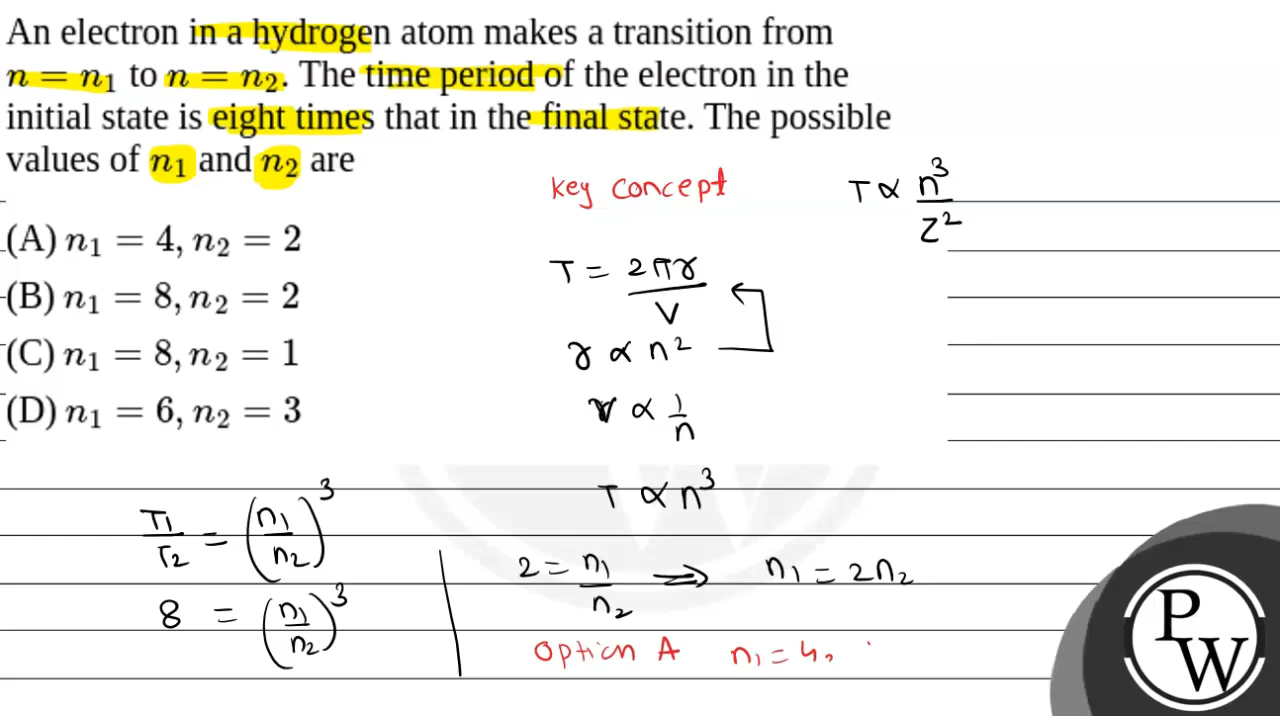 An electron in a hydrogen atom makes a transition from
n = n₁ to n = n₂. The time period of the electron in the
initial state is eight times that in the final state. The possible
values of n₁ and n₂ are
(A) n₁ = 4, n₂ = 2
(B) n₁ = 8, n₂ = 2
(C) n₁ = 8, n₂ = 1
(D) n₁ = 6, n₂ = 3
Key concept
T ∝ n³/Z²
T = 2πr/V
r ∝ n²
V ∝ 1/n
T ∝ n³
T₁/T₂ = (n₁/n₂)³
8 = (n₁/n₂)³
2 = n₁/n₂ ⇒ n₁ = 2n₂
Option A n₁ = 4,
PW